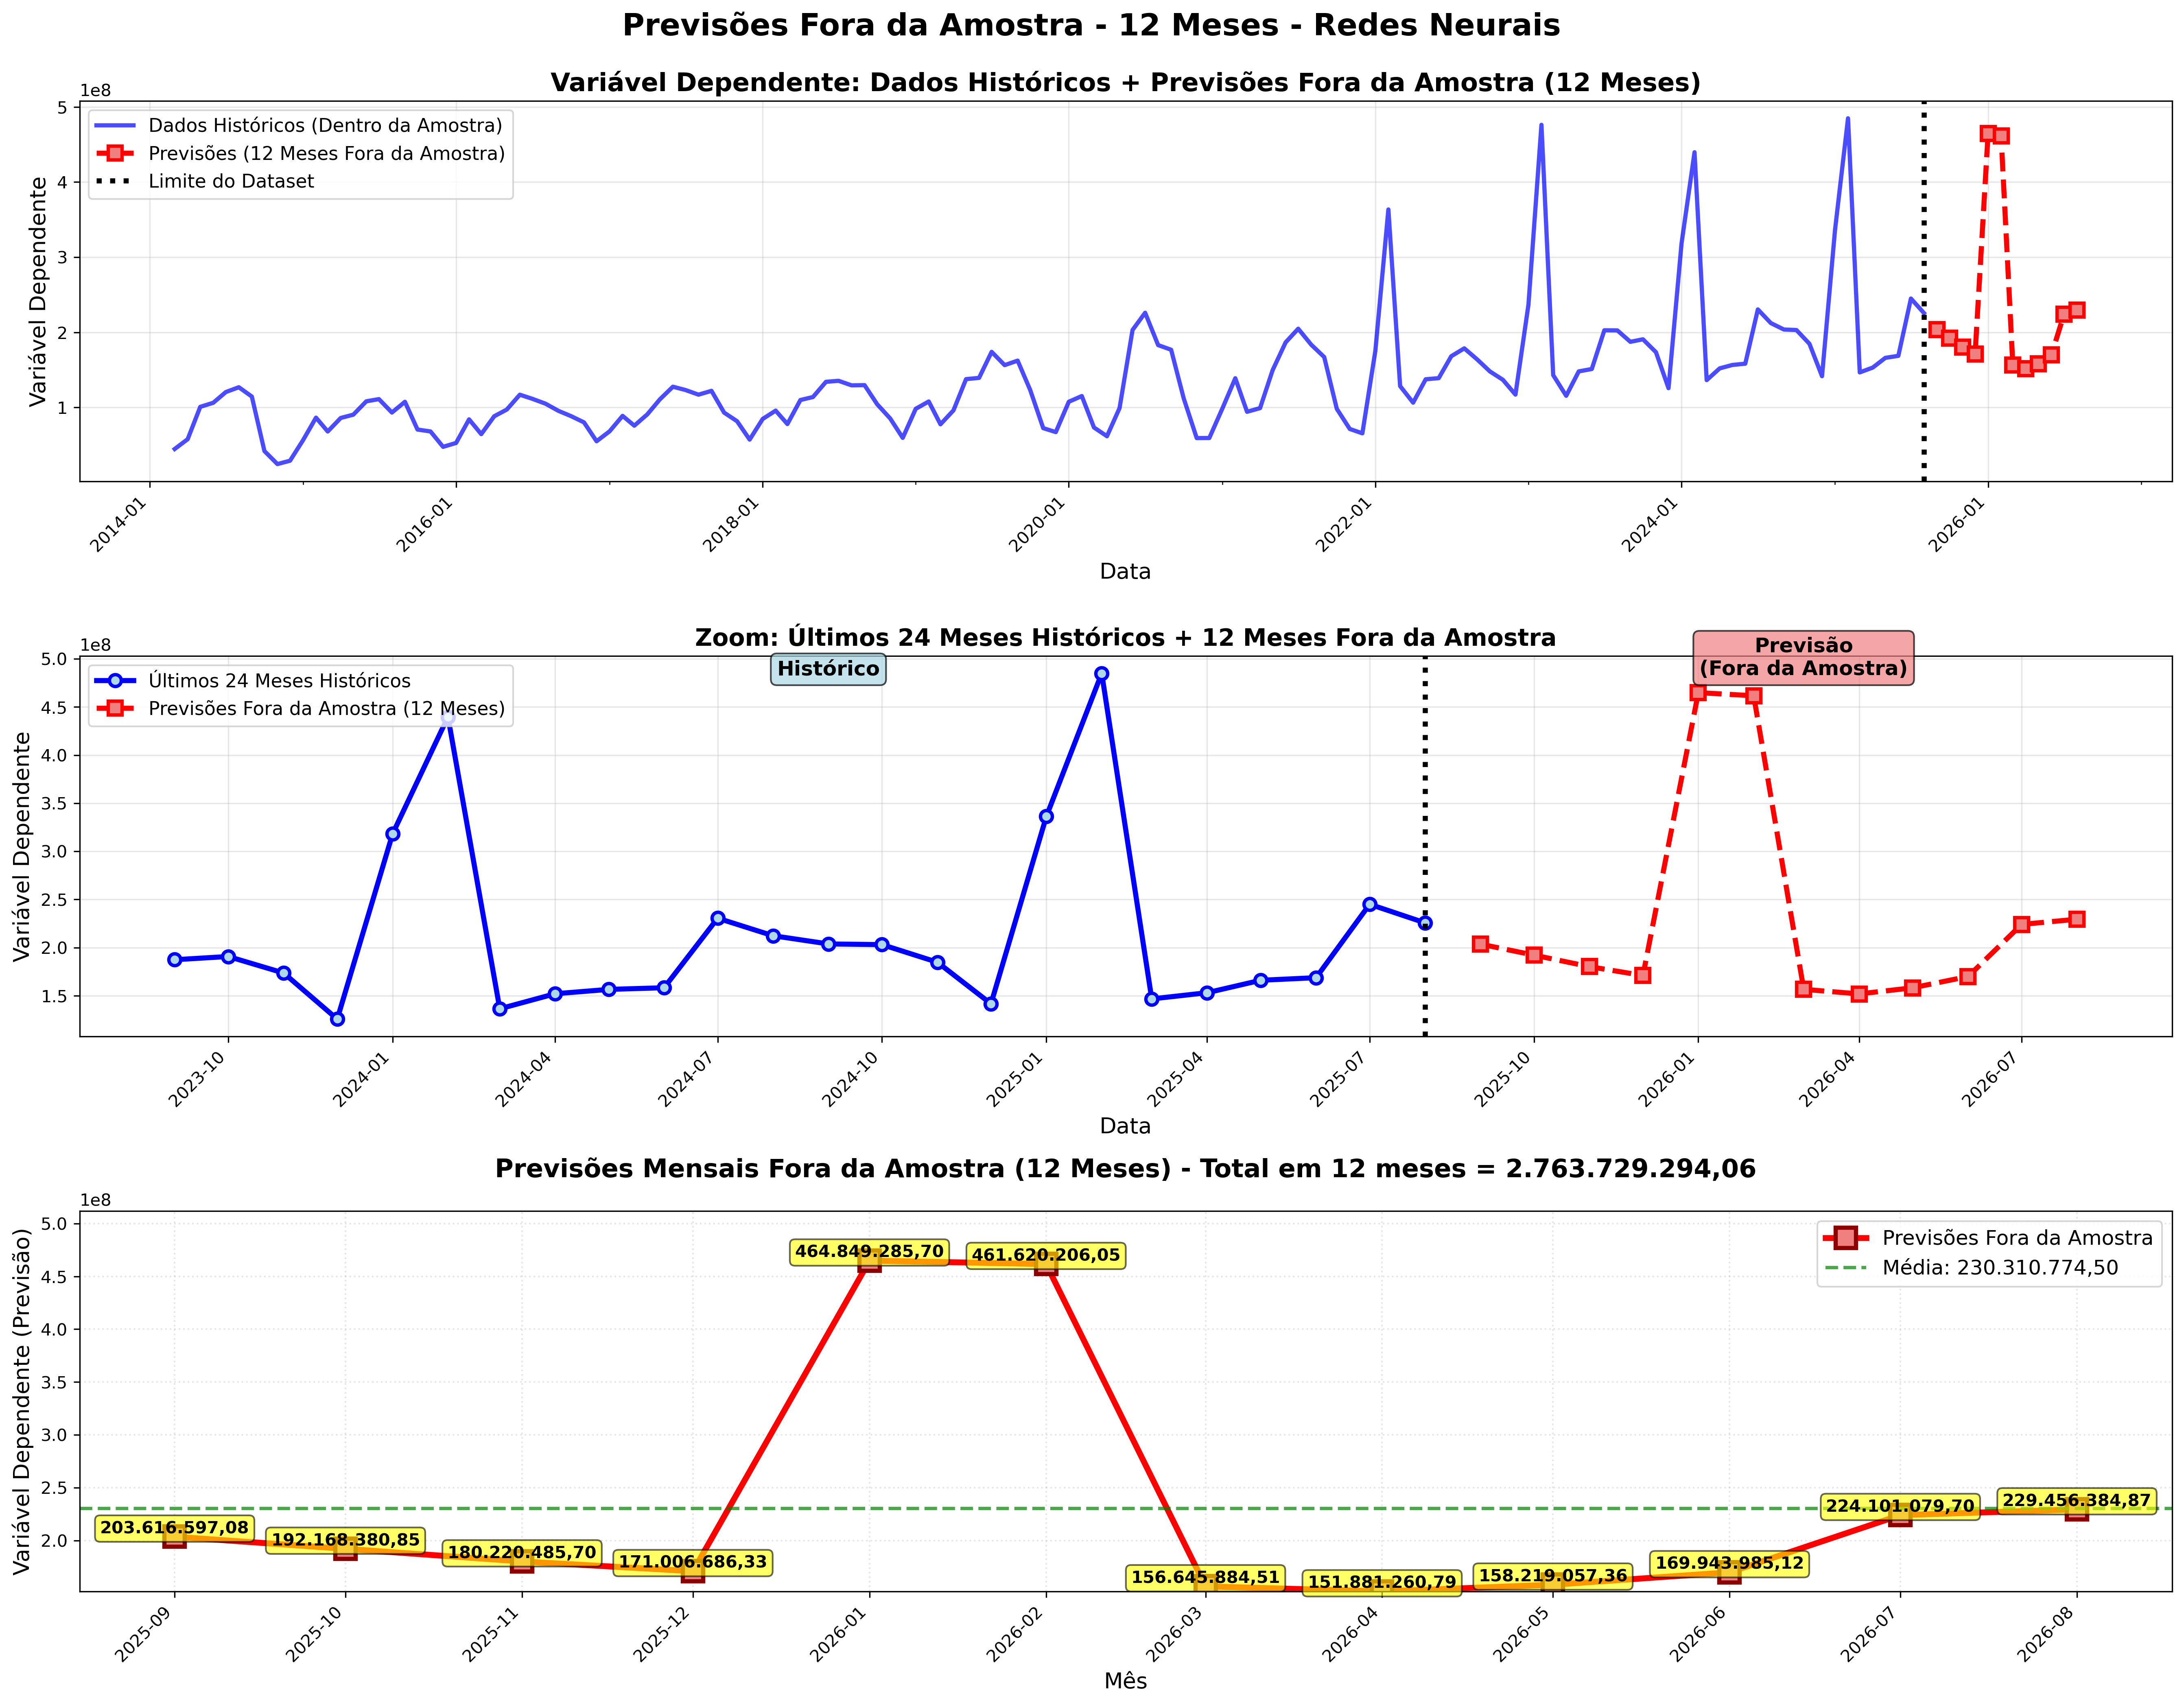 Previsões Fora da Amostra - 12 Meses - Redes Neurais
Variável Dependente: Dados Históricos + Previsões Fora da Amostra (12 Meses)
1e8
Dados Históricos (Dentro da Amostra)
Previsões (12 Meses Fora da Amostra)
Limite do Dataset
Variável Dependente
5
4
3
2
1
2014-01
2016-01
2018-01
2020-01
2022-01
2024-01
2026-01
Data
Zoom: Últimos 24 Meses Históricos + 12 Meses Fora da Amostra
1e8
Últimos 24 Meses Históricos
Previsões Fora da Amostra (12 Meses)
Histórico
Previsão
(Fora da Amostra)
Variável Dependente
5.0
4.5
4.0
3.5
3.0
2.5
2.0
1.5
2023-10
2024-01
2024-04
2024-07
2024-10
2025-01
2025-04
2025-07
2025-10
2026-01
2026-04
2026-07
Data
Previsões Mensais Fora da Amostra (12 Meses) - Total em 12 meses = 2.763.729.294,06
1e8
Previsões Fora da Amostra
Média: 230.310.774,50
Variável Dependente (Previsão)
5.0
4.5
4.0
3.5
3.0
2.5
2.0
203.616.597,08
192.168.380,85
180.220.485,70
171.006.686,33
464.849.285,70
461.620.206,05
156.645.884,51
151.881.260,79
158.219.057,36
169.943.985,12
224.101.079,70
229.456.384,87
2025-09
2025-10
2025-11
2025-12
2026-01
2026-02
2026-03
2026-04
2026-05
2026-06
2026-07
2026-08
Mês